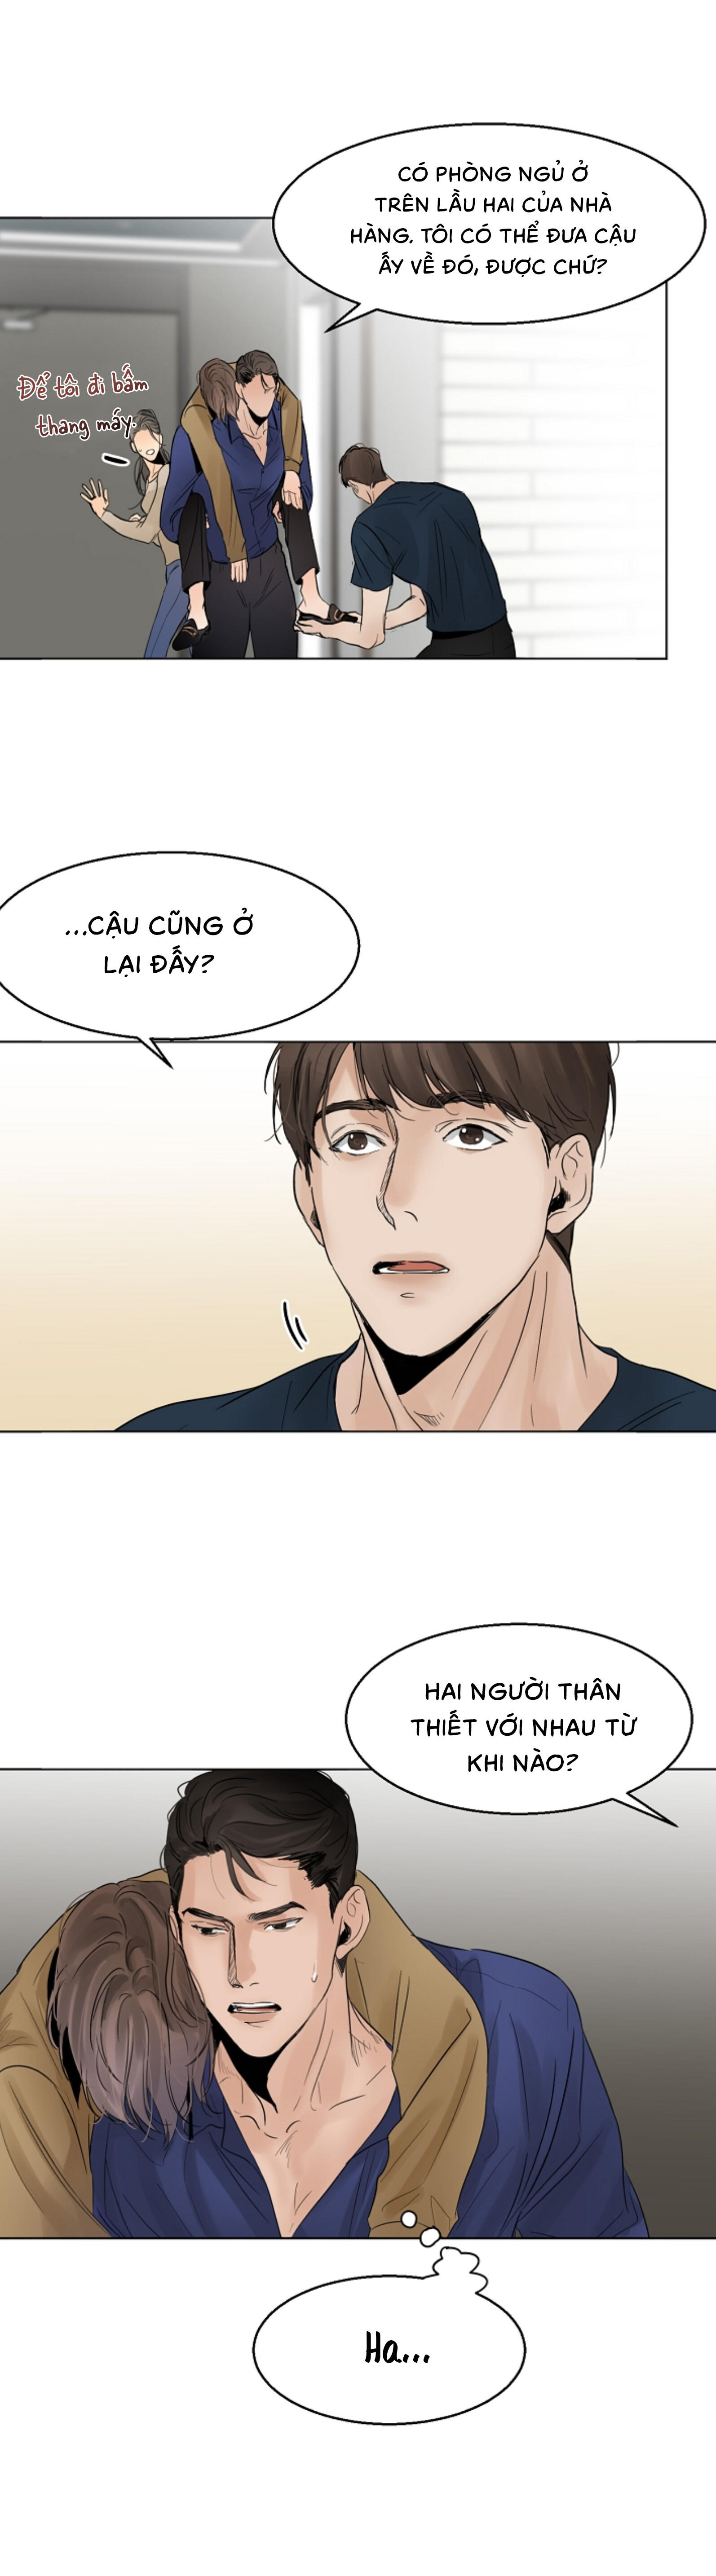 CÓ PHÒNG NGỦ Ở
TRÊN LẦU HAI CỦA NHÀ
HÀNG. TÔI CÓ THỂ ĐƯA CẬU
ẤY VỀ ĐÓ, ĐƯỢC CHỨ?
Để tôi đi bấm
thang máy.
...CẬU CŨNG Ở
LẠI ĐẤY?
HAI NGƯỜI THÂN
THIẾT VỚI NHAU TỪ
KHI NÀO?
Ha...